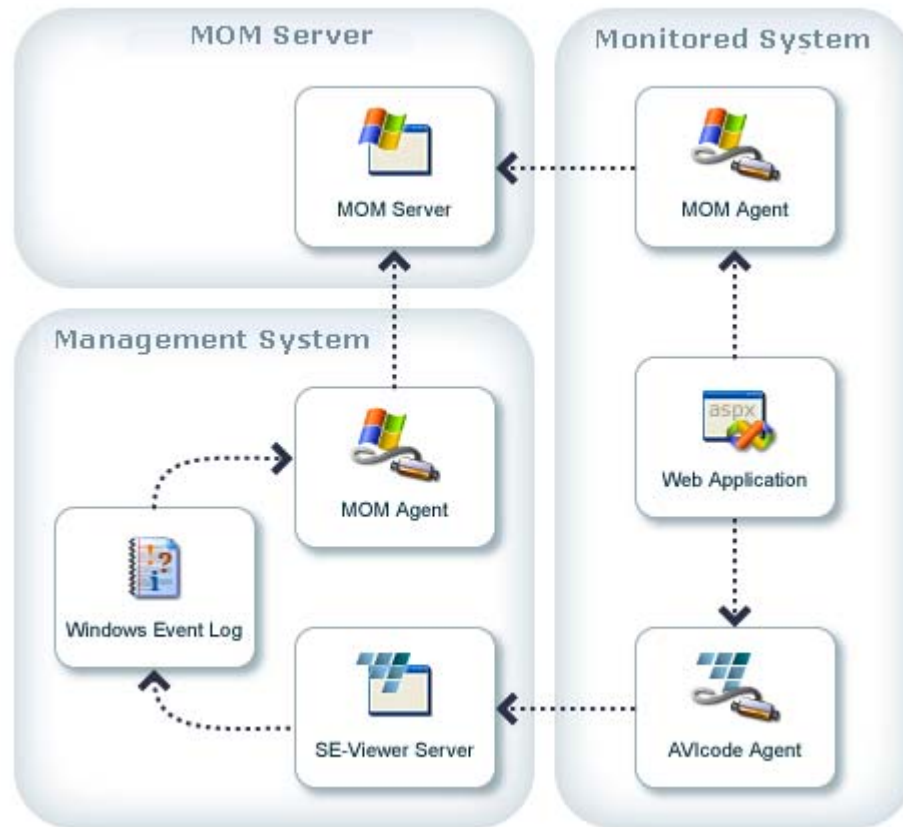 MOM Server
Monitored System
MOM Server
MOM Agent
Management System
MOM Agent
aspx
Web Application
Windows Event Log
SE-Viewer Server
AVIcode Agent